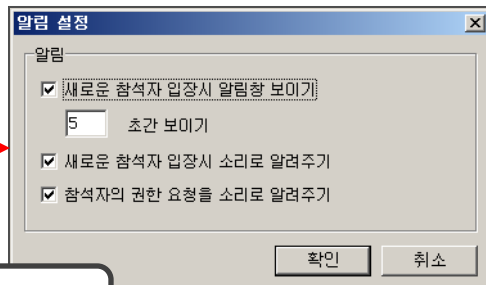 알림 설정
알림
새로운 참석자 입장시 알림창 보이기
5 초간 보이기
새로운 참석자 입장시 소리로 알려주기
참석자의 권한 요청을 소리로 알려주기
확인 취소